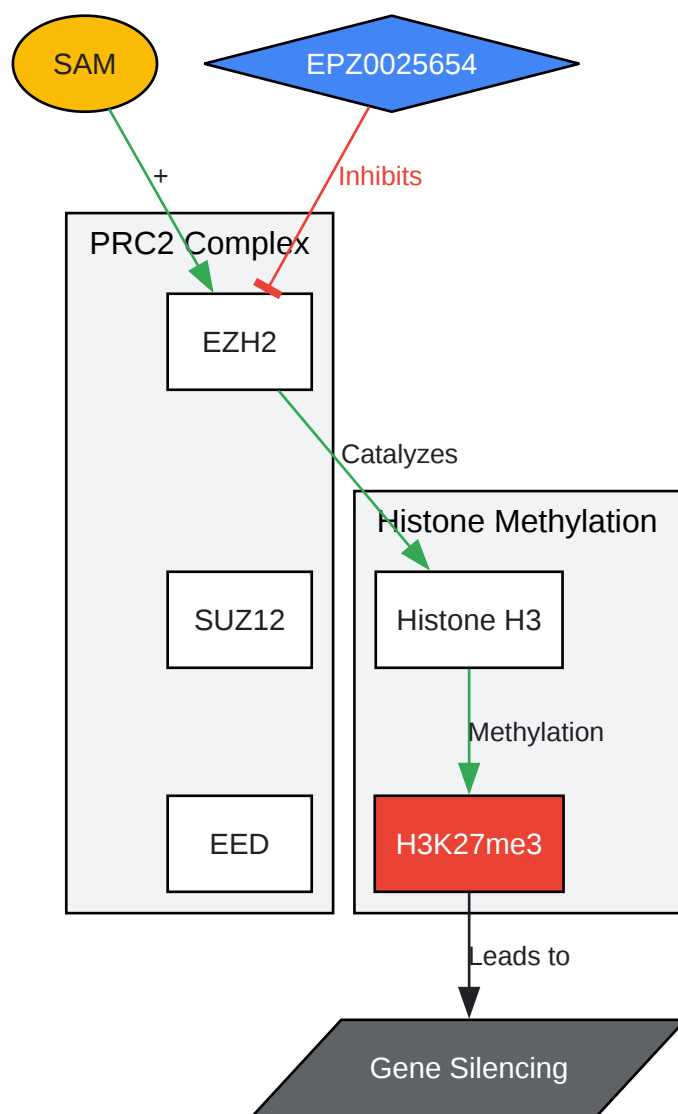 SAM
EPZ0025654
+
Inhibits
PRC2 Complex
EZH2
Catalyzes
Histone Methylation
SUZ12
Histone H3
Methylation
EED
H3K27me3
Leads to
Gene Silencing